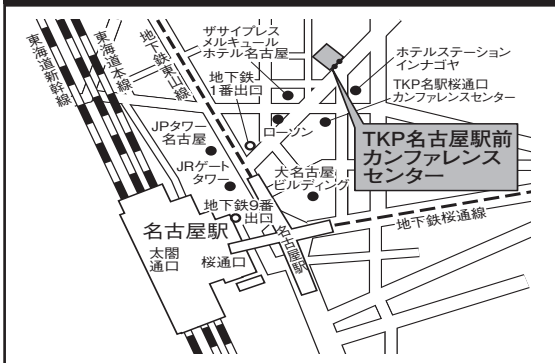 東海道新幹線
東海道本線
地下鉄東山線
ザサイプレス
メルキュール
ホテル名古屋
地下鉄
1番出口
ホテルステーション
インナゴヤ
TKP名駅桜通口
カンファレンスセンター
ローソン
TKP名古屋駅前
カンファレンス
センター
JPタワー
名古屋
JRゲート
タワー
犬名古屋
ビルディング
地下鉄9番
出口
名古屋駅
太閤
通口
桜通口
名古屋駅
地下鉄桜通線